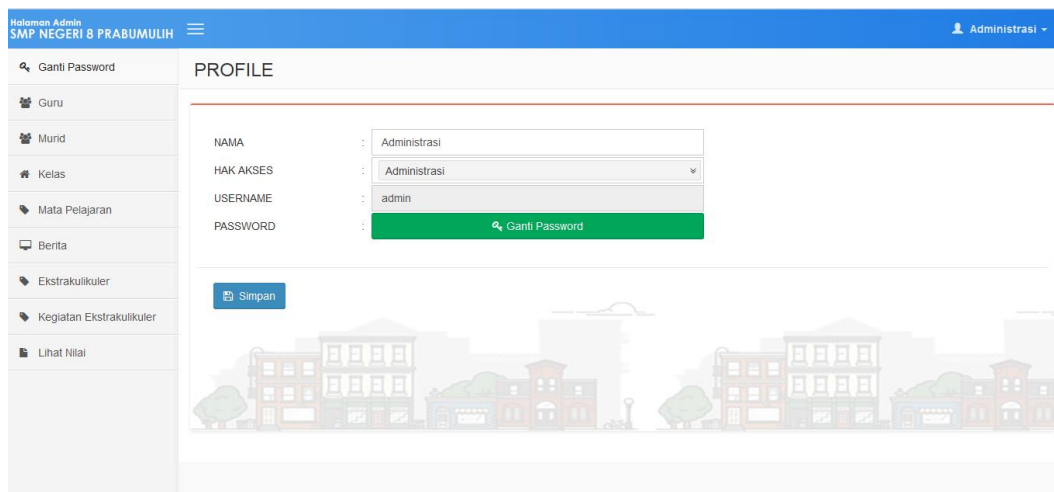 Halaman Admin
SMP NEGERI 8 PRABUMULIH
Administrasi
Ganti Password
Guru
Murid
Kelas
Mata Pelajaran
Berita
Ekstrakulikuler
Kegiatan Ekstrakulikuler
Lihat Nilai
PROFILE
NAMA : Administrasi
HAK AKSES : Administrasi
USERNAME : admin
PASSWORD : Ganti Password
Simpan